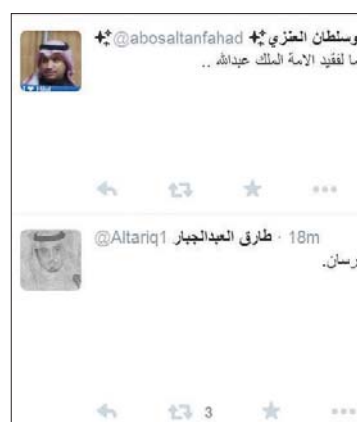 ✨ وسلطان العنزي ✨ @abosaltanfahad
ما لفقيد الامة الملك عبدالله ..
طارق العبدالجبار @Altariq1 · 18m
رسان.
3